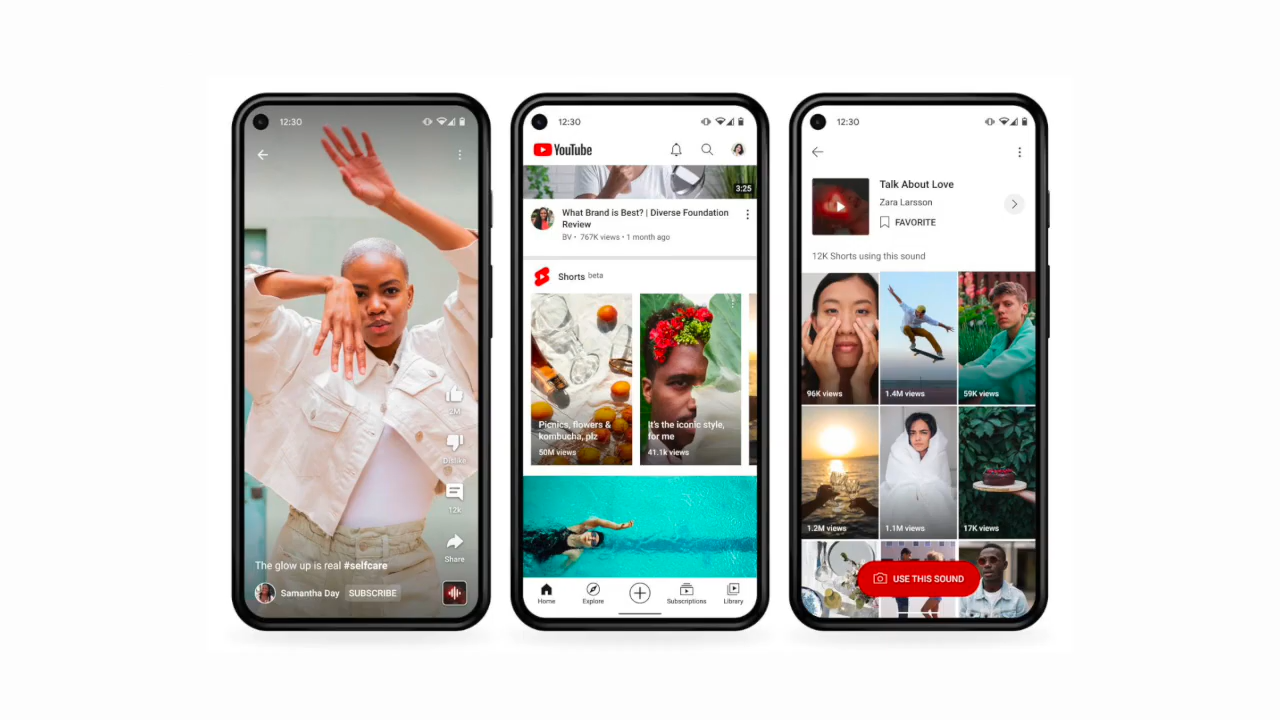 12:30
2M
Dislike
12k
Share
The glow up is real #selfcare
Samantha Day SUBSCRIBE
12:30
YouTube
3:25
What Brand is Best? | Diverse Foundation
Review
BV • 767K views • 1 month ago
Shorts beta
Picnics, flowers &
kombucha, plz
50M views
It's the iconic style,
for me
41.1k views
Home
Explore
Subscriptions
Library
12:30
Talk About Love
Zara Larsson
FAVORITE
12K Shorts using this sound
96K views
1.4M views
59K views
1.2M views
1.1M views
17K views
USE THIS SOUND